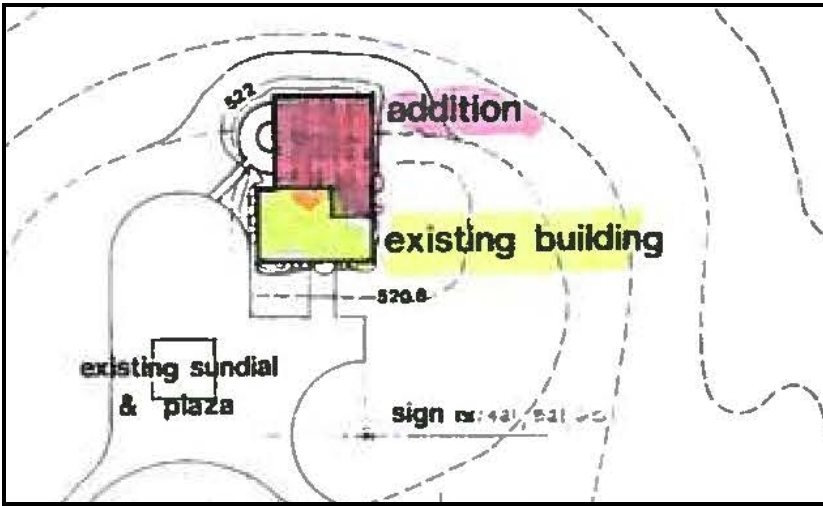 522
addition
existing building
520.8
existing sundial
& plaza
sign